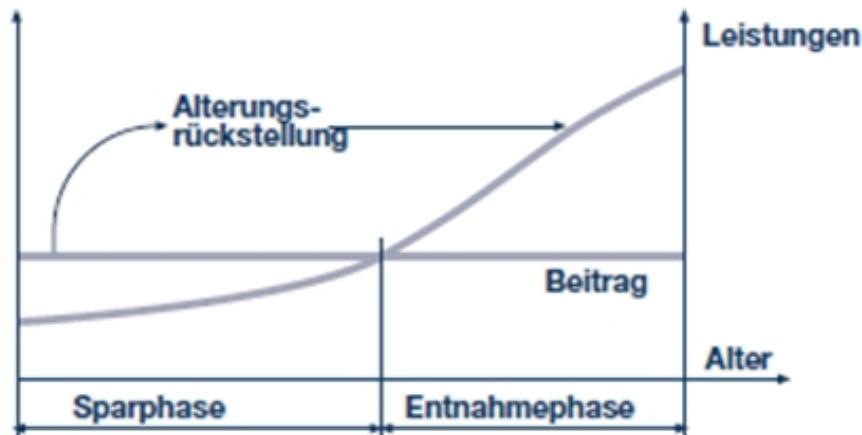 Leistungen
Alterungs-
rückstellung
Beitrag
Alter
Sparphase
Entnahmephase